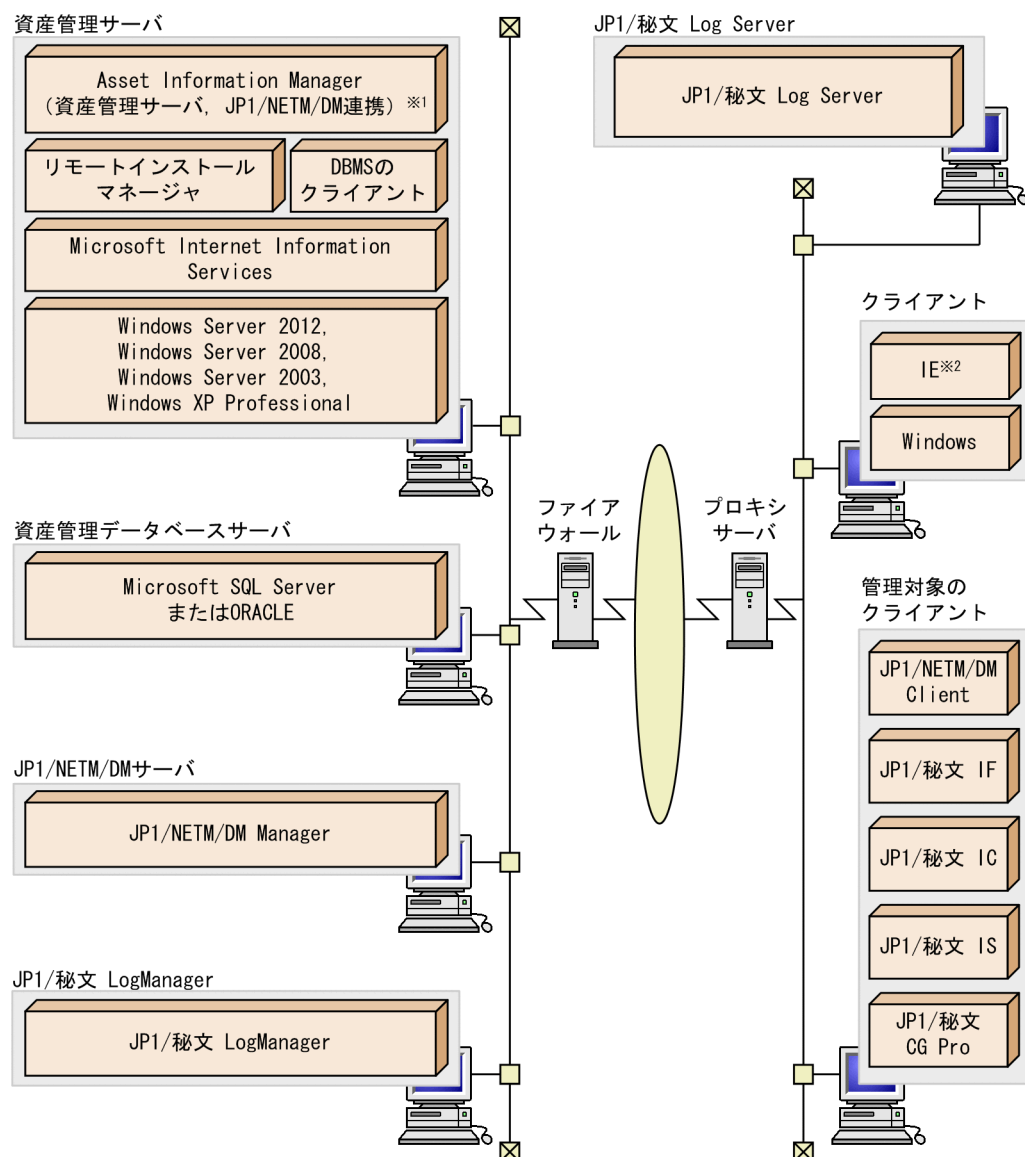 資産管理サーバ
Asset Information Manager
（資産管理サーバ，JP1/NETM/DM連携）※1
リモートインストール
マネージャ
DBMSの
クライアント
Microsoft Internet Information
Services
Windows Server 2012,
Windows Server 2008,
Windows Server 2003,
Windows XP Professional
資産管理データベースサーバ
Microsoft SQL Server
またはORACLE
JP1/NETM/DMサーバ
JP1/NETM/DM Manager
JP1/秘文 LogManager
JP1/秘文 LogManager
ファイア
ウォール
プロキシ
サーバ
JP1/秘文 Log Server
JP1/秘文 Log Server
クライアント
IE※2
Windows
管理対象の
クライアント
JP1/NETM/DM
Client
JP1/秘文 IF
JP1/秘文 IC
JP1/秘文 IS
JP1/秘文
CG Pro